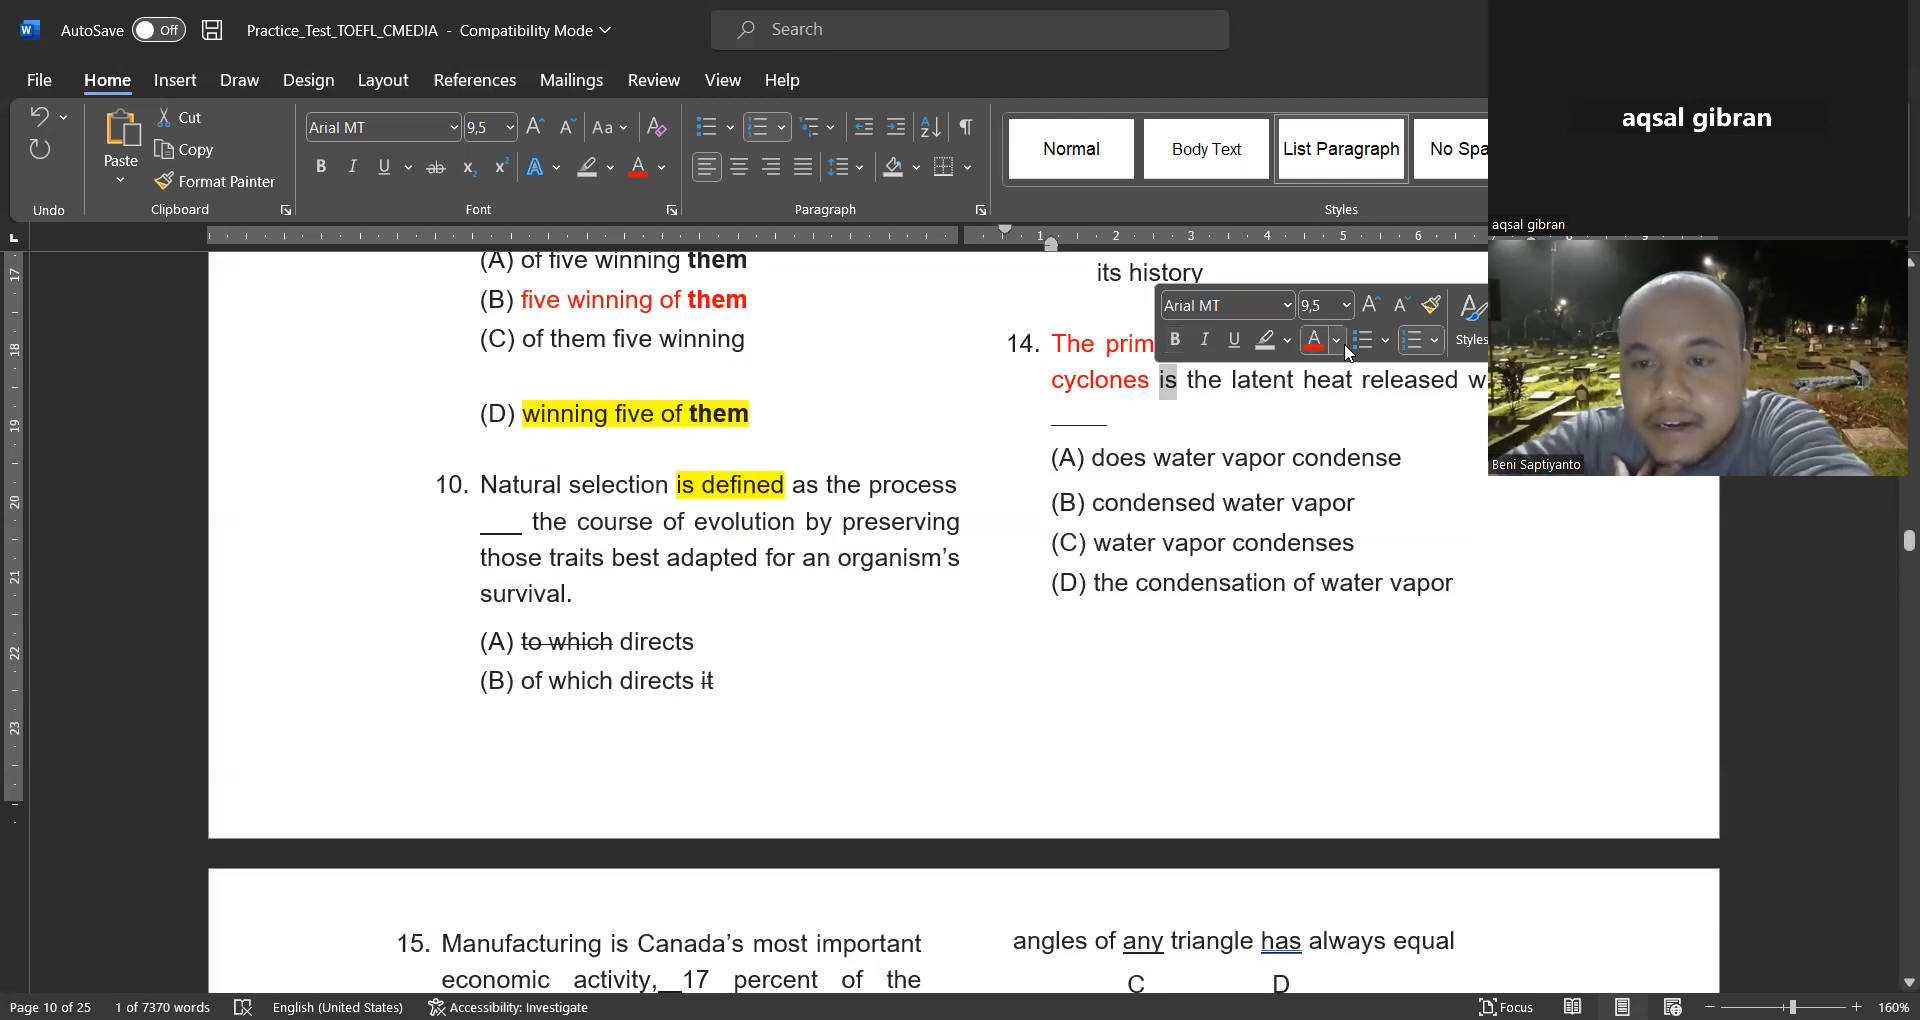 AutoSave Off Practice_Test_TOEFL_CMEDIA - Compatibility Mode Search
File Home Insert Draw Design Layout References Mailings Review View Help
Paste Cut Copy Format Painter
Arial MT 9,5
Normal Body Text List Paragraph No Spa
Undo Clipboard Font Paragraph Styles
aqsal gibran
aqsal gibran
Beni Saptiyanto
(A) of five winning them
(B) five winning of them
(C) of them five winning
(D) winning five of them
10. Natural selection is defined as the process
___ the course of evolution by preserving
those traits best adapted for an organism's
survival.
(A) to which directs
(B) of which directs it
its history
Arial MT 9,5
Styles
14. The prim
cyclones is the latent heat released w
____
(A) does water vapor condense
(B) condensed water vapor
(C) water vapor condenses
(D) the condensation of water vapor
15. Manufacturing is Canada's most important
economic activity,__17 percent of the
angles of any triangle has always equal
C D
Page 10 of 25 1 of 7370 words English (United States) Accessibility: Investigate Focus 160%